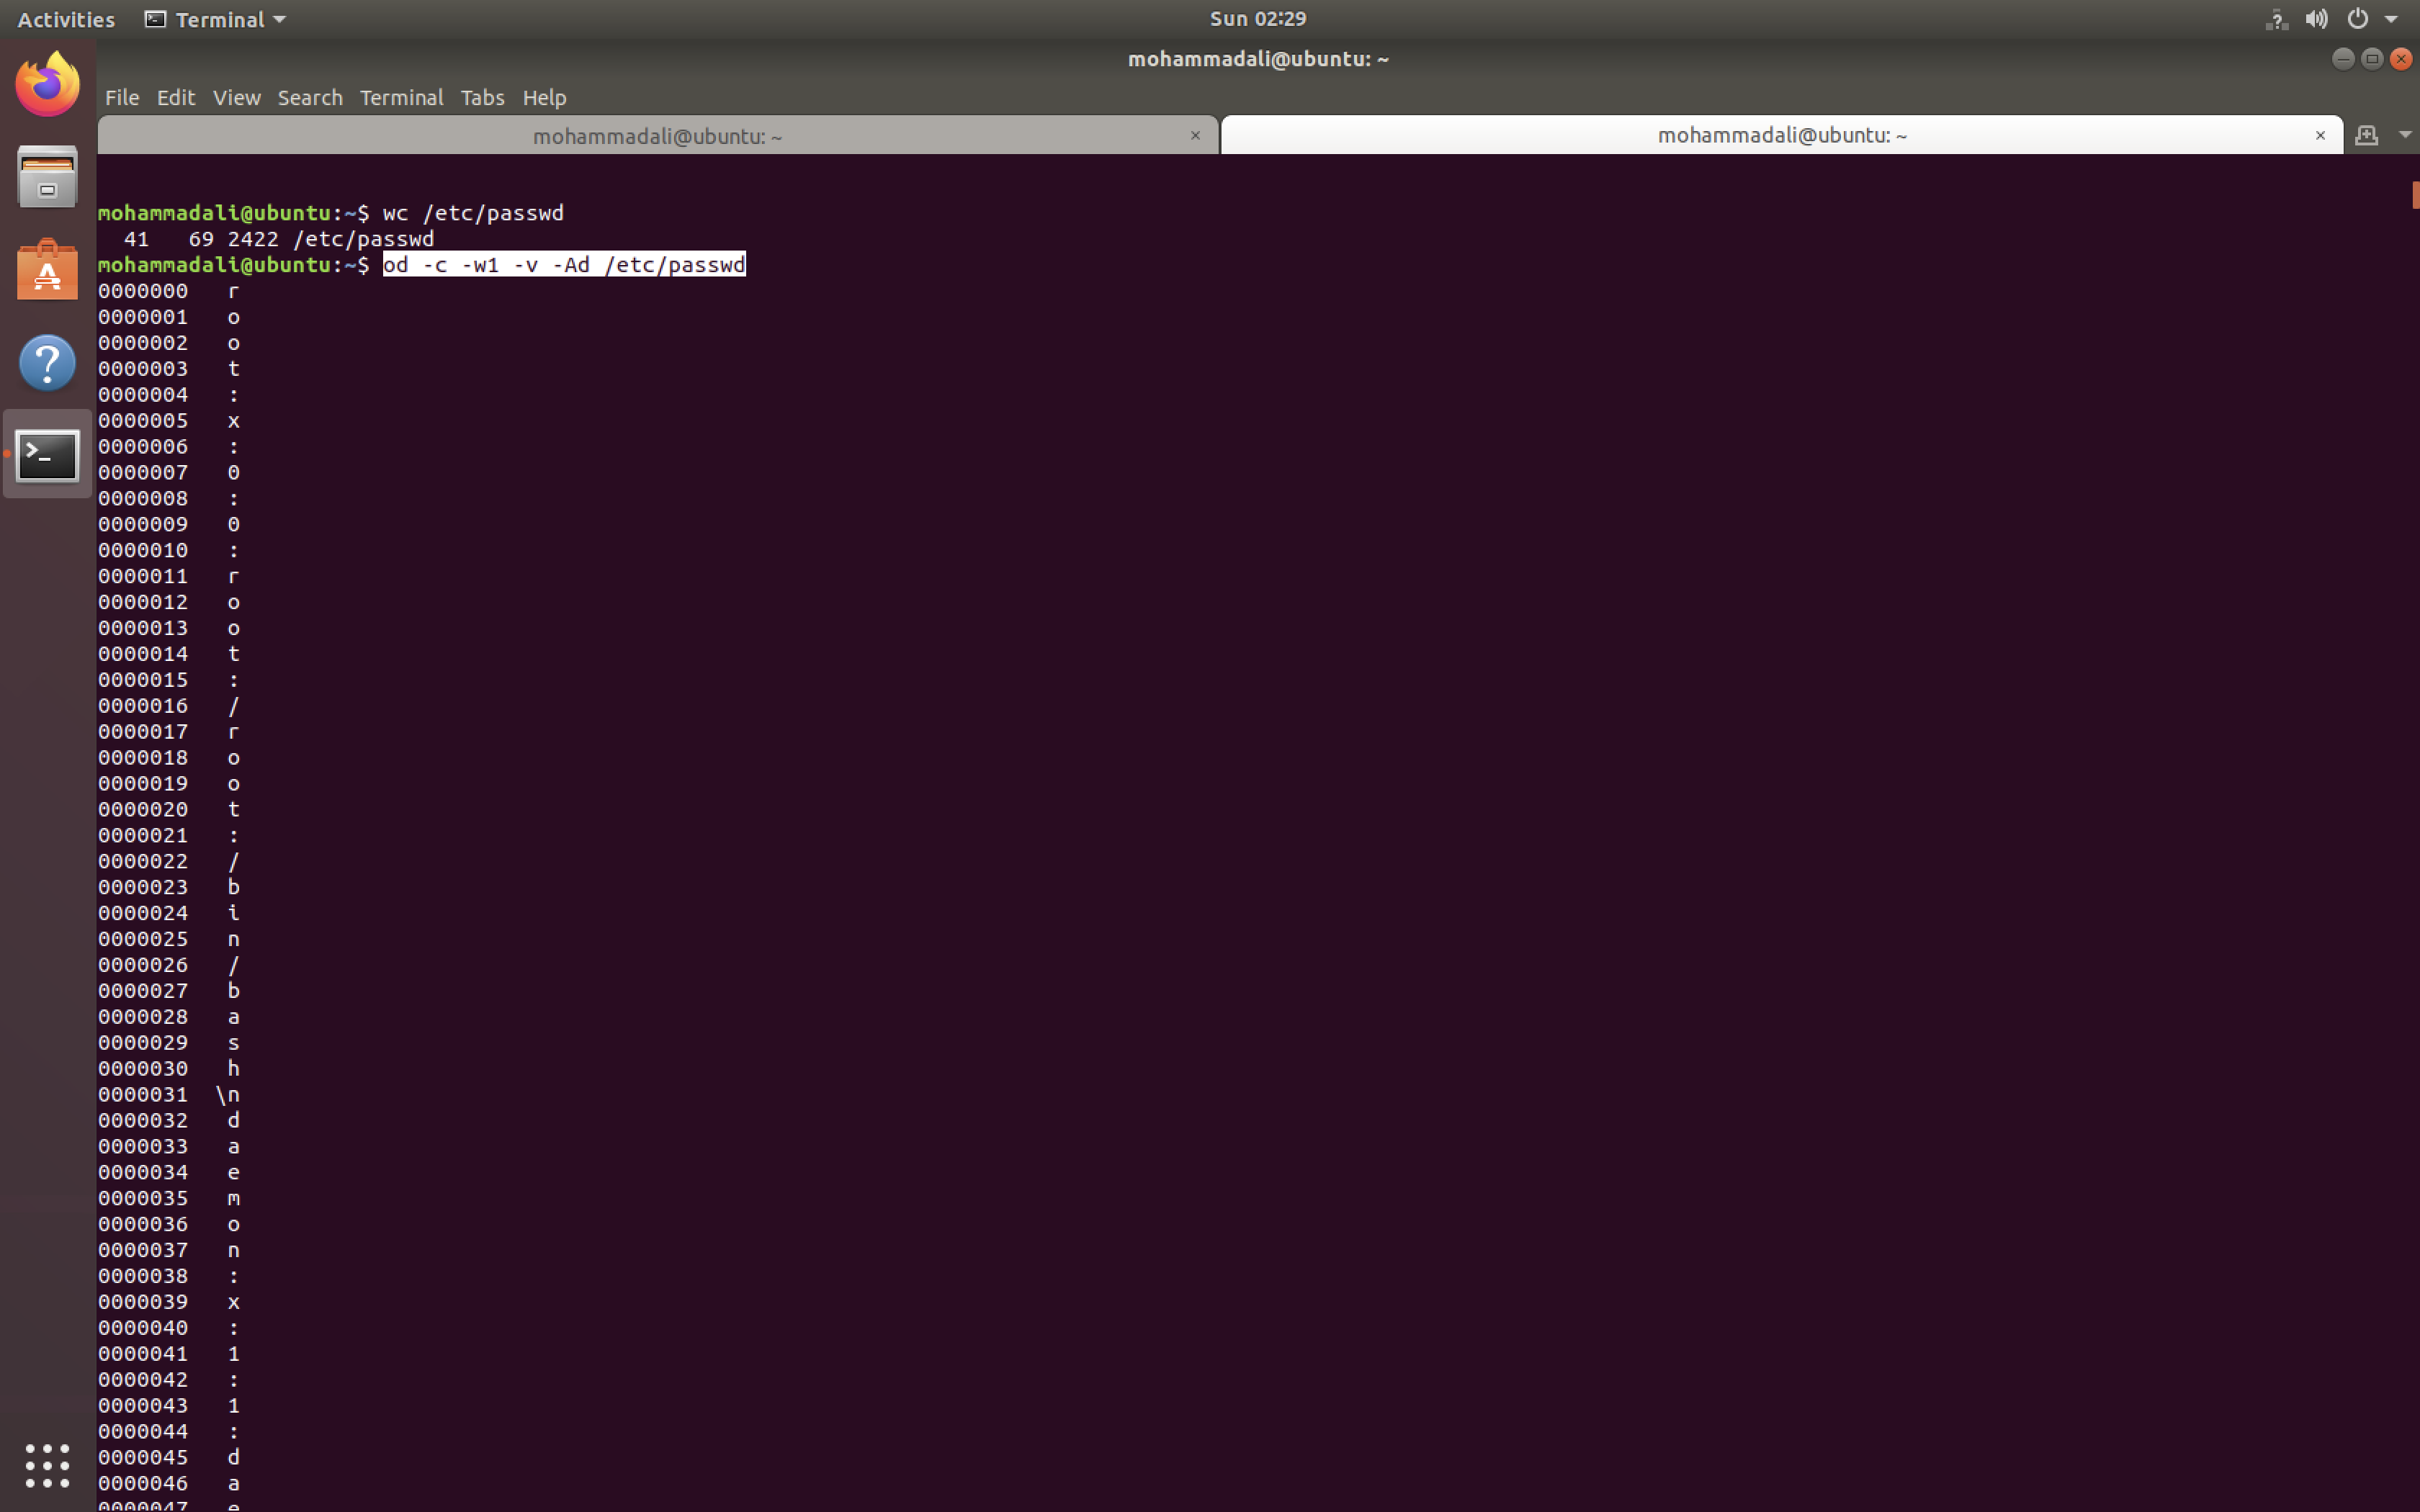 Activities Terminal Sun 02:29
mohammadali@ubuntu: ~
File Edit View Search Terminal Tabs Help
mohammadali@ubuntu: ~ × mohammadali@ubuntu: ~ ×
mohammadali@ubuntu:~$ wc /etc/passwd
  41   69 2422 /etc/passwd
mohammadali@ubuntu:~$ od -c -w1 -v -Ad /etc/passwd
0000000   r
0000001   o
0000002   o
0000003   t
0000004   :
0000005   x
0000006   :
0000007   0
0000008   :
0000009   0
0000010   :
0000011   r
0000012   o
0000013   o
0000014   t
0000015   :
0000016   /
0000017   r
0000018   o
0000019   o
0000020   t
0000021   :
0000022   /
0000023   b
0000024   i
0000025   n
0000026   /
0000027   b
0000028   a
0000029   s
0000030   h
0000031  \n
0000032   d
0000033   a
0000034   e
0000035   m
0000036   o
0000037   n
0000038   :
0000039   x
0000040   :
0000041   1
0000042   :
0000043   1
0000044   :
0000045   d
0000046   a
0000047   e